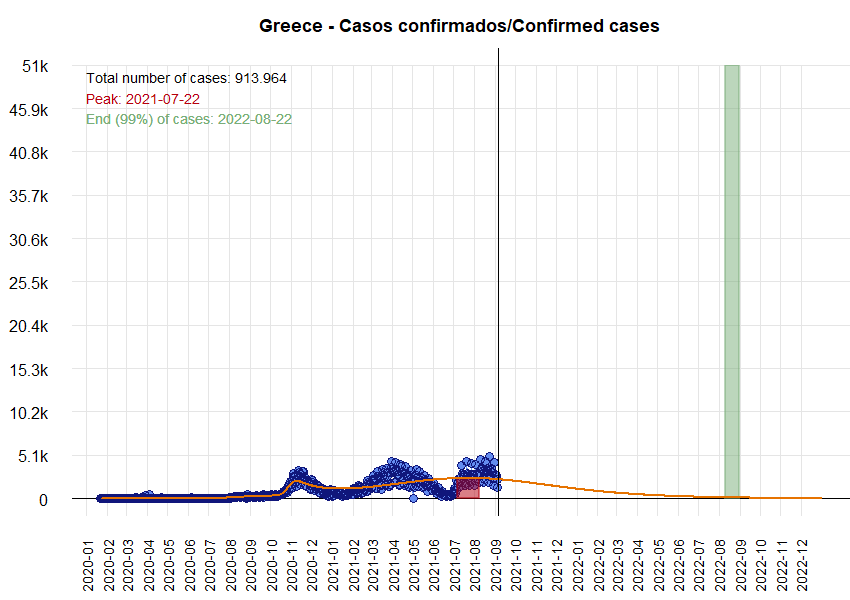 Greece - Casos confirmados/Confirmed cases
51k
Total number of cases: 913.964
Peak: 2021-07-22
End (99%) of cases: 2022-08-22
45.9k
40.8k
35.7k
30.6k
25.5k
20.4k
15.3k
10.2k
5.1k
0
2020-01
2020-02
2020-03
2020-04
2020-05
2020-06
2020-07
2020-08
2020-09
2020-10
2020-11
2020-12
2021-01
2021-02
2021-03
2021-04
2021-05
2021-06
2021-07
2021-08
2021-09
2021-10
2021-11
2021-12
2022-01
2022-02
2022-03
2022-04
2022-05
2022-06
2022-07
2022-08
2022-09
2022-10
2022-11
2022-12